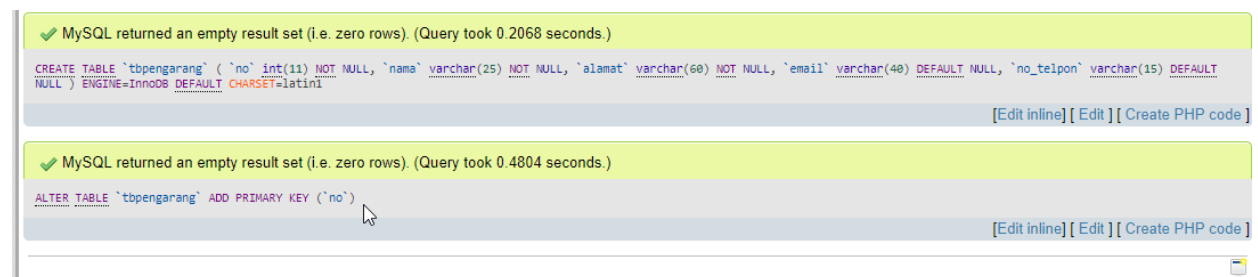 MySQL returned an empty result set (i.e. zero rows). (Query took 0.2068 seconds.)
CREATE TABLE `tbpengarang` ( `no` int(11) NOT NULL, `nama` varchar(25) NOT NULL, `alamat` varchar(60) NOT NULL, `email` varchar(40) DEFAULT NULL, `no_telpon` varchar(15) DEFAULT
NULL ) ENGINE=InnoDB DEFAULT CHARSET=latin1
[Edit inline] [ Edit ] [ Create PHP code ]
MySQL returned an empty result set (i.e. zero rows). (Query took 0.4804 seconds.)
ALTER TABLE `tbpengarang` ADD PRIMARY KEY (`no`)
[Edit inline] [ Edit ] [ Create PHP code ]